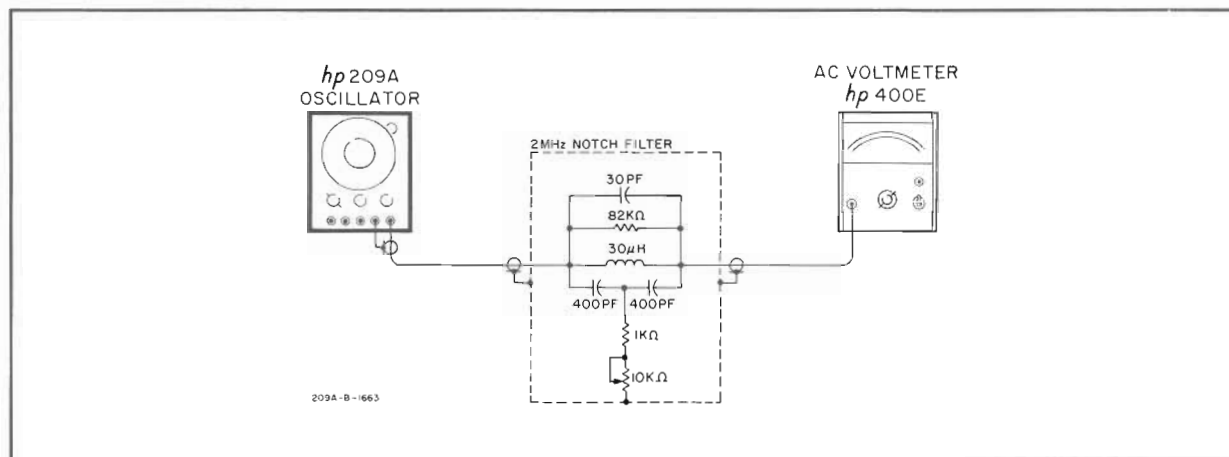 hp 209A
OSCILLATOR
AC VOLTMETER
hp 400E
2MHz NOTCH FILTER
30PF
82KΩ
30μH
400PF 400PF
1KΩ
10KΩ
209A-B-1663